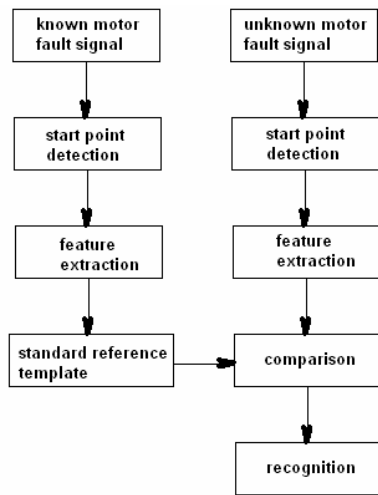 known motor
fault signal
unknown motor
fault signal
start point
detection
start point
detection
feature
extraction
feature
extraction
standard reference
template
comparison
recognition